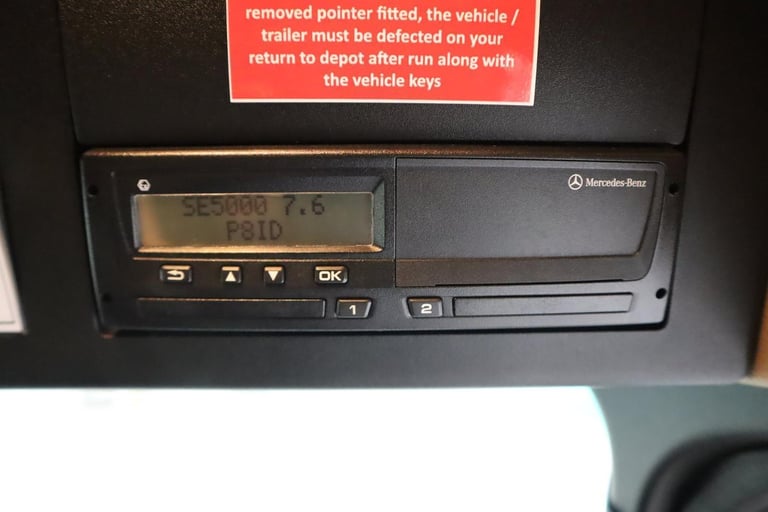 removed pointer fitted, the vehicle /
trailer must be defected on your
return to depot after run along with
the vehicle keys
Mercedes-Benz
SE5000 7.6
P8ID
OK
1
2